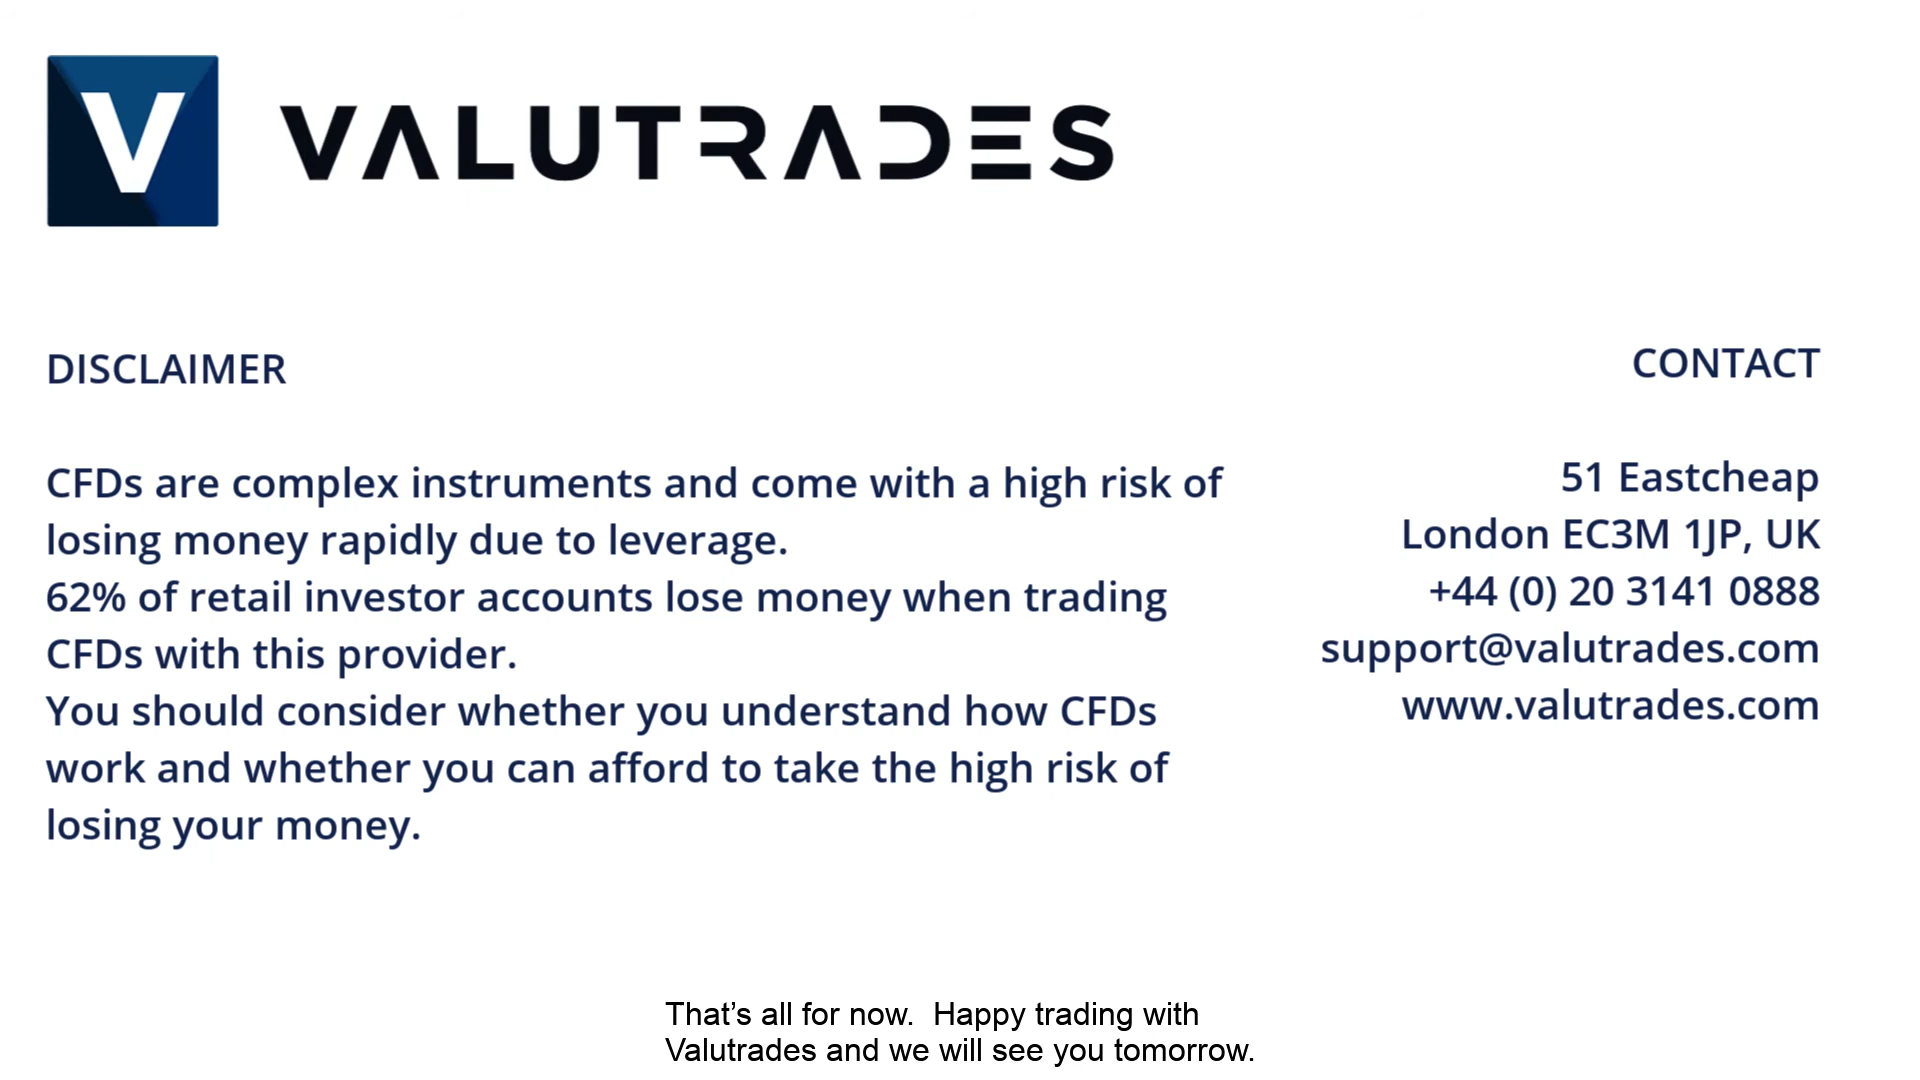 V
VALUTRADES
DISCLAIMER
CFDs are complex instruments and come with a high risk of
losing money rapidly due to leverage.
62% of retail investor accounts lose money when trading
CFDs with this provider.
You should consider whether you understand how CFDs
work and whether you can afford to take the high risk of
losing your money.
CONTACT
51 Eastcheap
London EC3M 1JP, UK
+44 (0) 20 3141 0888
support@valutrades.com
www.valutrades.com
That’s all for now.  Happy trading with
Valutrades and we will see you tomorrow.